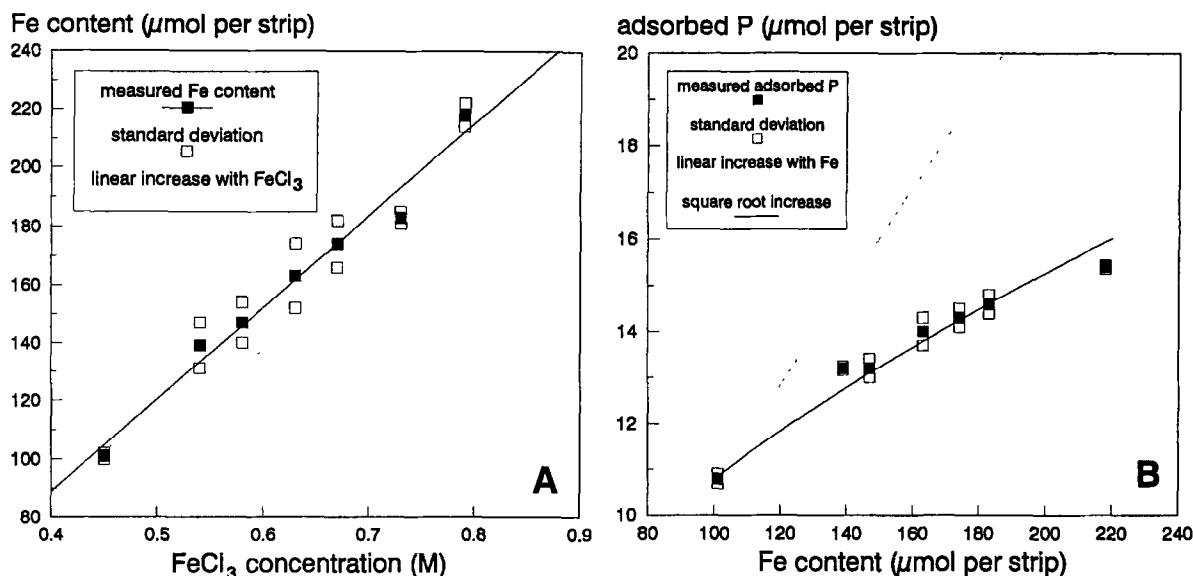 Fe content (µmol per strip)
240
220
200
180
160
140
120
100
80
measured Fe content
standard deviation
linear increase with FeCl3
A
0.4 0.5 0.6 0.7 0.8 0.9
FeCl3 concentration (M)
adsorbed P (µmol per strip)
20
18
16
14
12
10
measured adsorbed P
standard deviation
linear increase with Fe
square root increase
B
80 100 120 140 160 180 200 220 240
Fe content (µmol per strip)